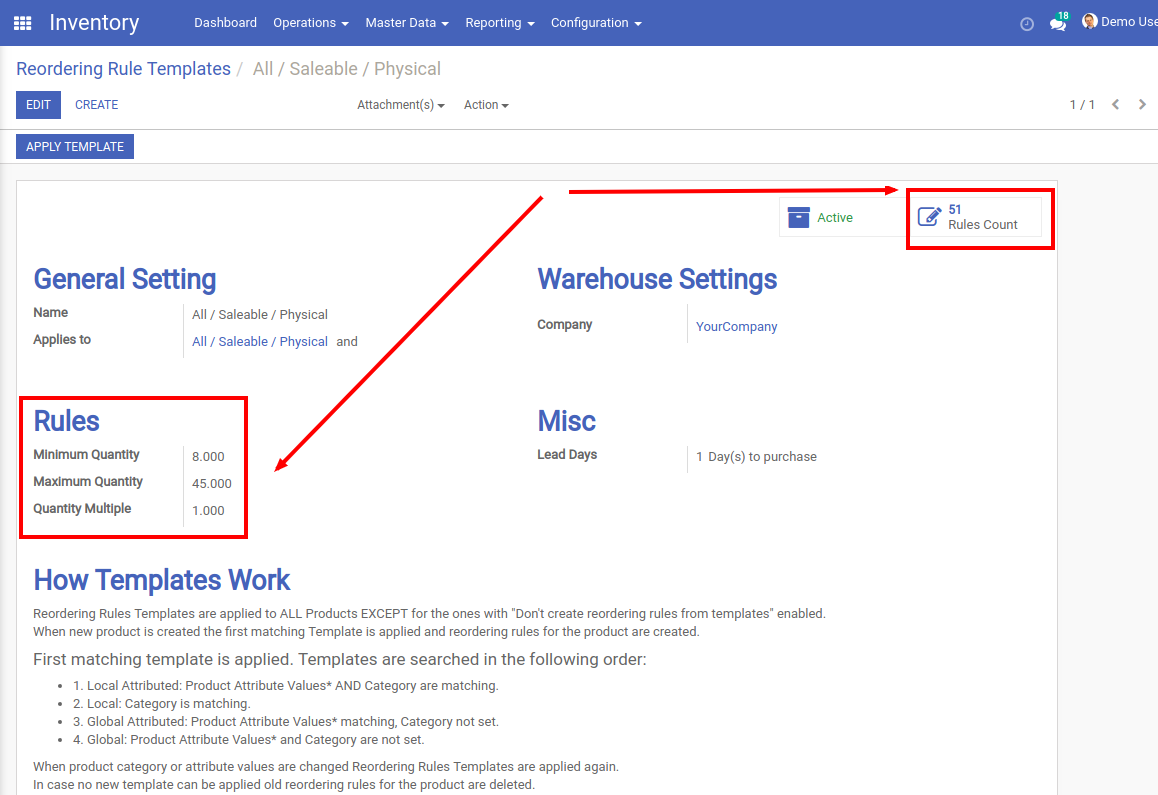 Inventory Dashboard Operations Master Data Reporting Configuration 18 Demo Use
Reordering Rule Templates / All / Saleable / Physical
EDIT CREATE Attachment(s) Action 1 / 1
APPLY TEMPLATE
Active
51
Rules Count
General Setting
Name All / Saleable / Physical
Applies to All / Saleable / Physical and
Warehouse Settings
Company YourCompany
Rules
Minimum Quantity 8.000
Maximum Quantity 45.000
Quantity Multiple 1.000
Misc
Lead Days 1 Day(s) to purchase
How Templates Work
Reordering Rules Templates are applied to ALL Products EXCEPT for the ones with "Don't create reordering rules from templates" enabled.
When new product is created the first matching Template is applied and reordering rules for the product are created.
First matching template is applied. Templates are searched in the following order:
• 1. Local Attributed: Product Attribute Values* AND Category are matching.
• 2. Local: Category is matching.
• 3. Global Attributed: Product Attribute Values* matching, Category not set.
• 4. Global: Product Attribute Values* and Category are not set.
When product category or attribute values are changed Reordering Rules Templates are applied again.
In case no new template can be applied old reordering rules for the product are deleted.